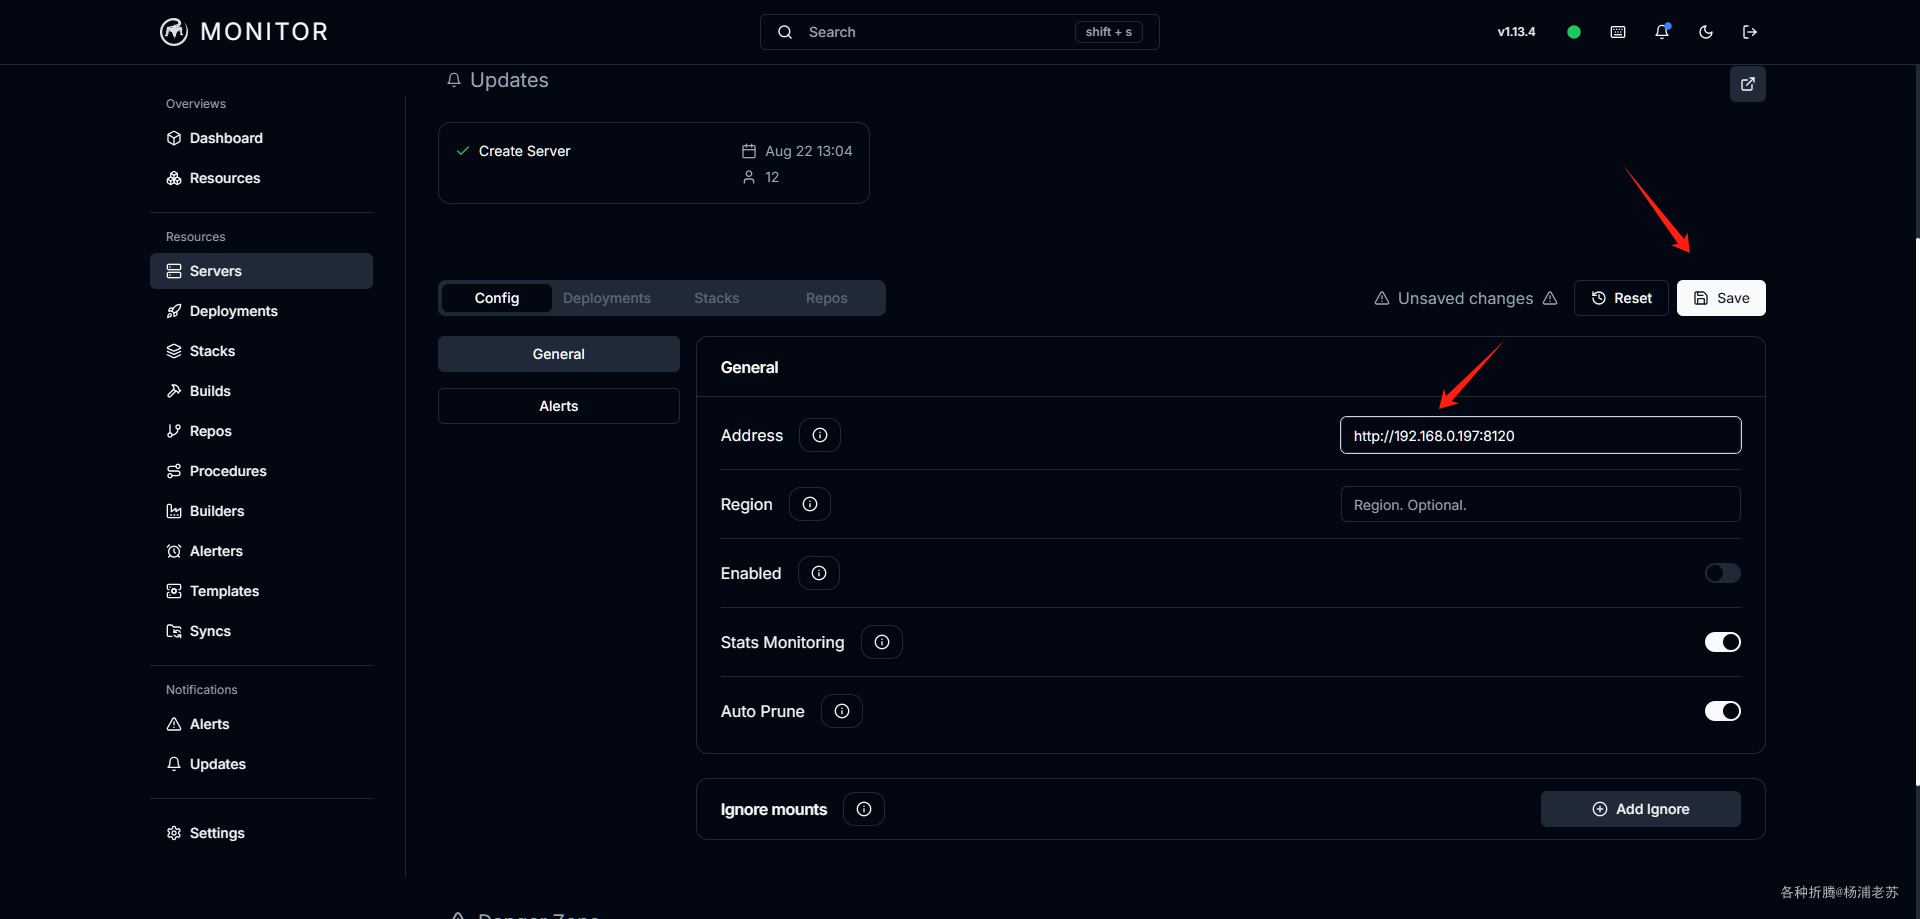 MONITOR
Search
shift + s
v1.13.4
Overviews
Dashboard
Resources
Resources
Servers
Deployments
Stacks
Builds
Repos
Procedures
Builders
Alerters
Templates
Syncs
Notifications
Alerts
Updates
Settings
Updates
Create Server
Aug 22 13:04
12
Config
Deployments
Stacks
Repos
Unsaved changes
Reset
Save
General
Alerts
General
Address
http://192.168.0.197:8120
Region
Region. Optional.
Enabled
Stats Monitoring
Auto Prune
Ignore mounts
Add Ignore
Danger Zone
各种折腾@杨浦老苏